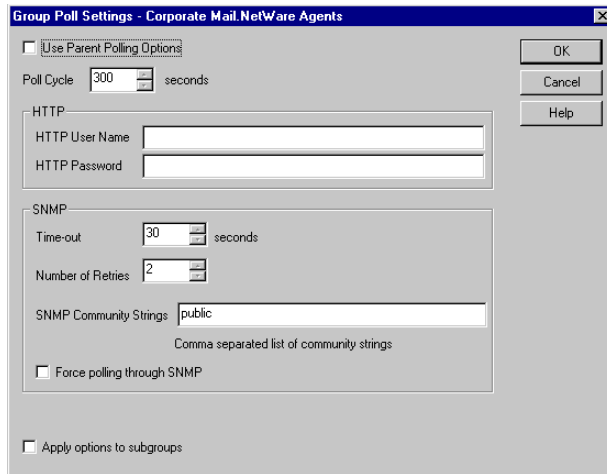 Group Poll Settings - Corporate Mail.NetWare Agents
Use Parent Polling Options
OK
Poll Cycle 300 seconds
Cancel
HTTP
Help
HTTP User Name
HTTP Password
SNMP
Time-out 30 seconds
Number of Retries 2
SNMP Community Strings public
Comma separated list of community strings
Force polling through SNMP
Apply options to subgroups